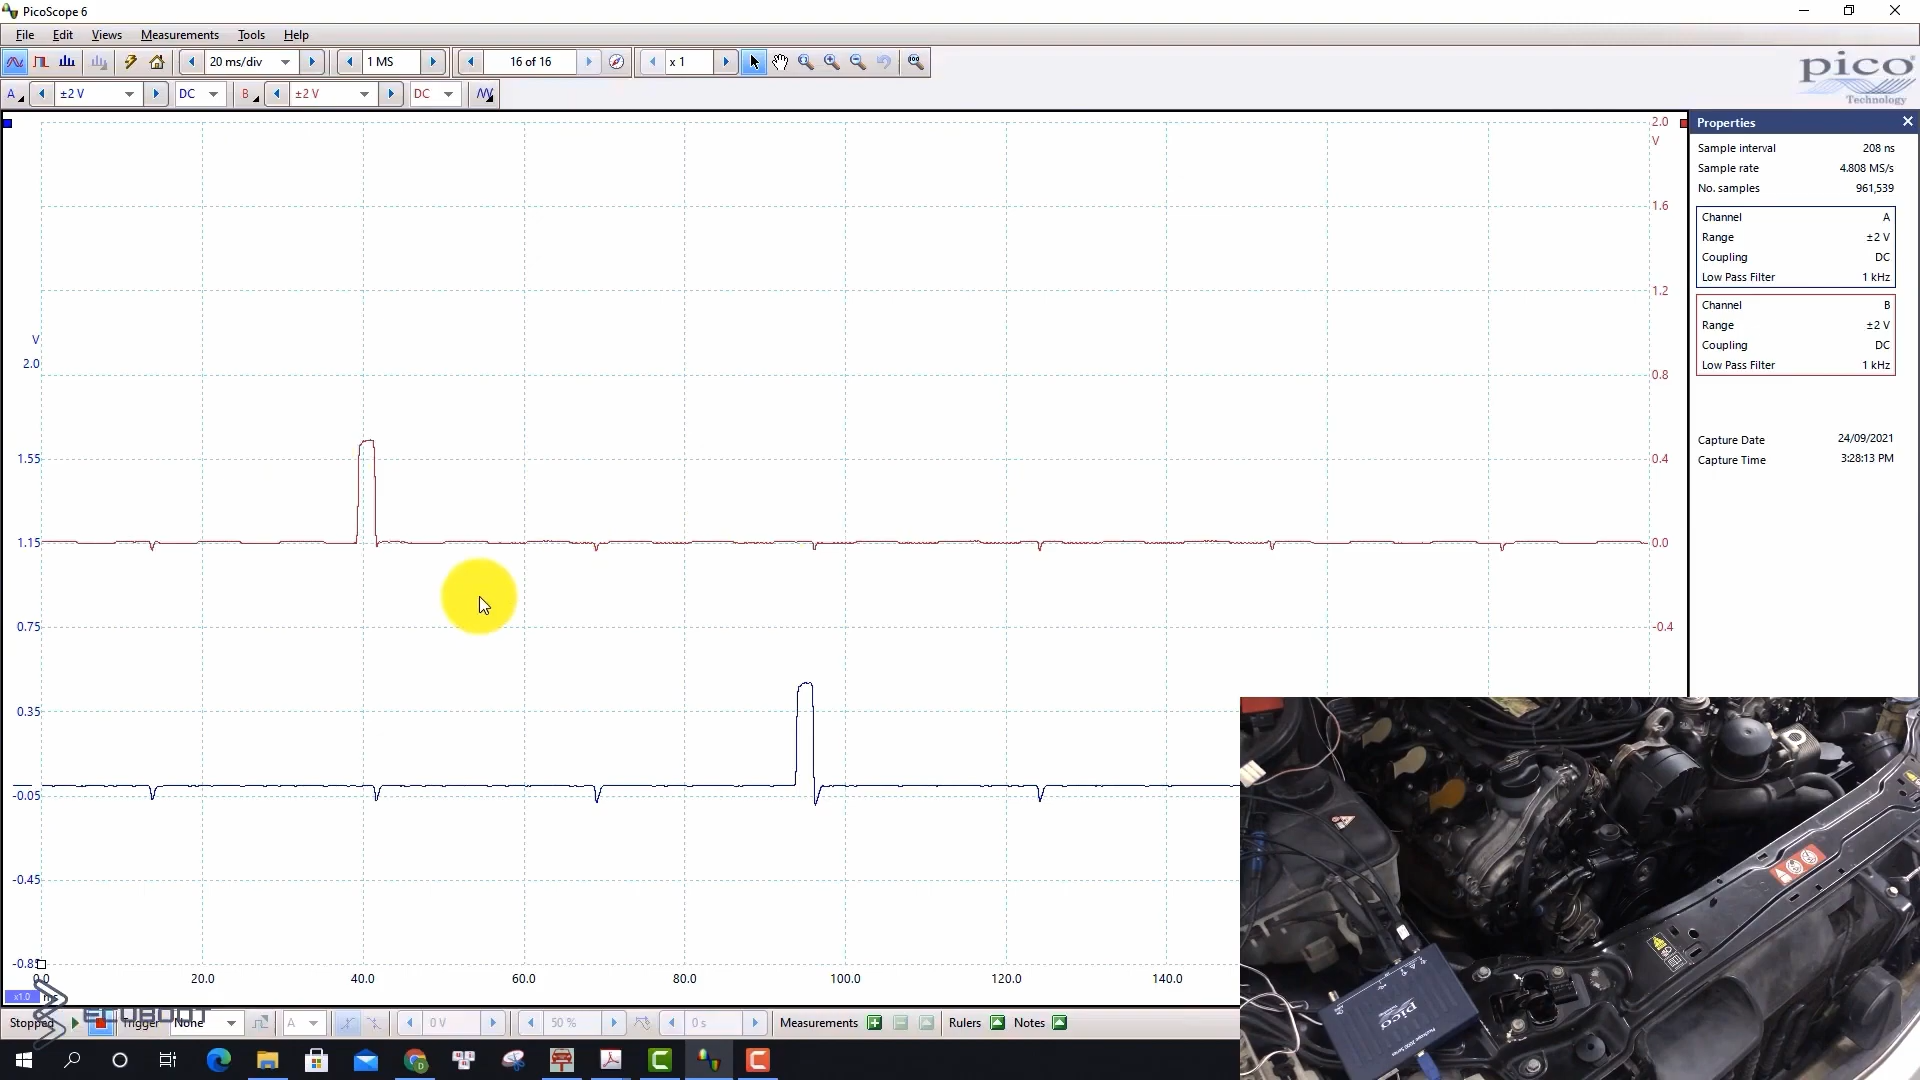 PicoScope 6
File Edit Views Measurements Tools Help
20 ms/div 1 MS 16 of 16 x 1
A ±2 V DC B ±2 V DC
pico
Technology
2.0
V
1.6
1.2
0.8
0.4
0.0
-0.4
V
2.0
1.55
1.15
0.75
0.35
-0.05
-0.45
-0.85
0.0 20.0 40.0 60.0 80.0 100.0 120.0 140.0
x1.0 ms
Properties
Sample interval 208 ns
Sample rate 4.808 MS/s
No. samples 961,539
Channel A
Range ±2 V
Coupling DC
Low Pass Filter 1 kHz
Channel B
Range ±2 V
Coupling DC
Low Pass Filter 1 kHz
Capture Date 24/09/2021
Capture Time 3:28:13 PM
ECUBOOT
Stopped Trigger None A 0 V 50 % 0 s Measurements Rulers Notes
pico